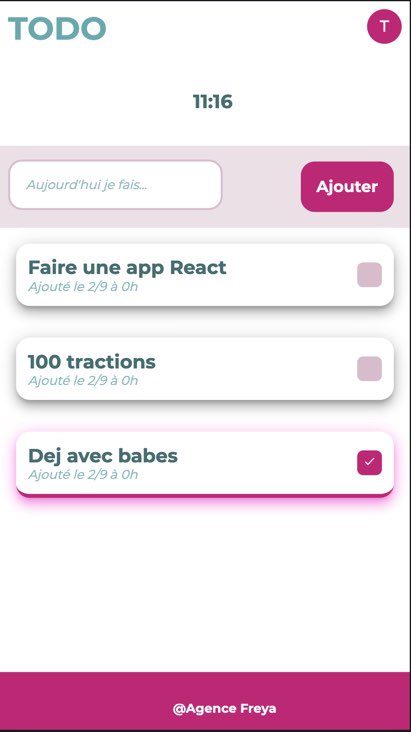 TODO
T
11:16
Aujourd'hui je fais...
Ajouter
Faire une app React
Ajouté le 2/9 à 0h
100 tractions
Ajouté le 2/9 à 0h
Dej avec babes
Ajouté le 2/9 à 0h
@Agence Freya